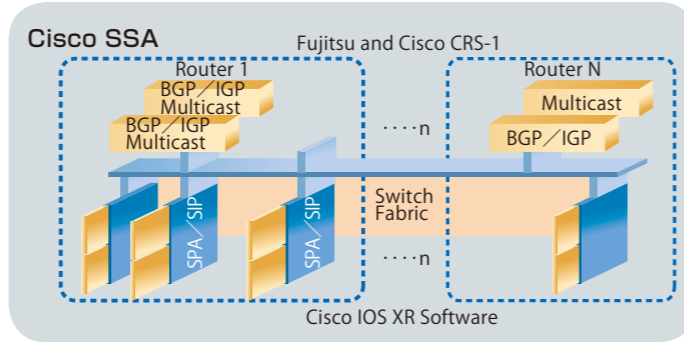 Cisco SSA
Fujitsu and Cisco CRS-1
Router 1
Router N
BGP／IGP
Multicast
BGP／IGP
Multicast
····n
Multicast
BGP／IGP
SPA／SIP
SPA／SIP
Switch
Fabric
····n
Cisco IOS XR Software